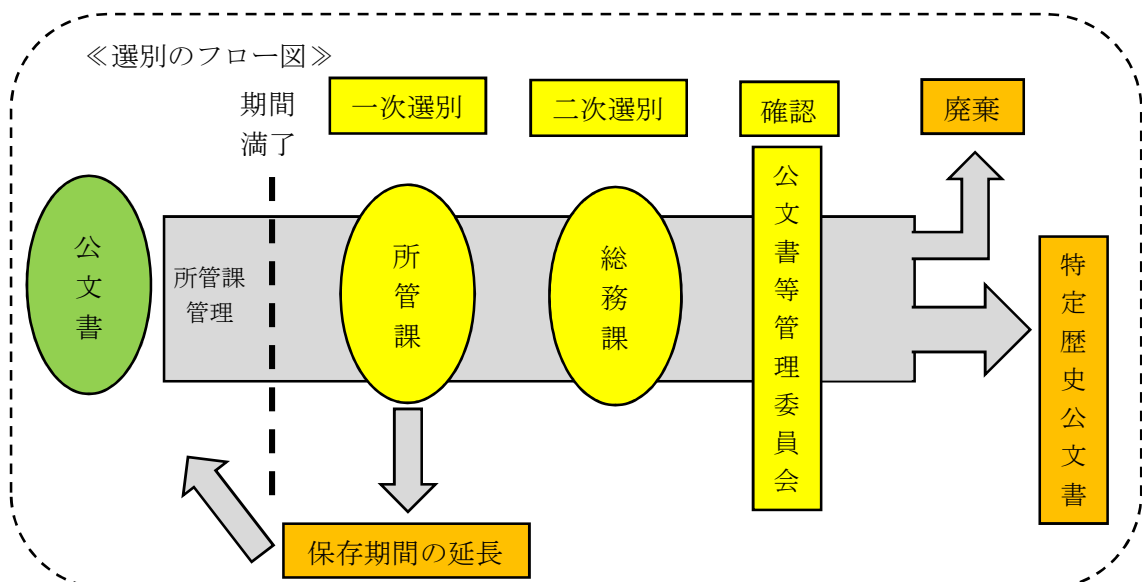 ≪選別のフロー図≫
期間
満了
一次選別
二次選別
確認
廃棄
公文書
所管課
管理
所管課
総務課
公文書等管理委員会
特定歴史公文書
保存期間の延長